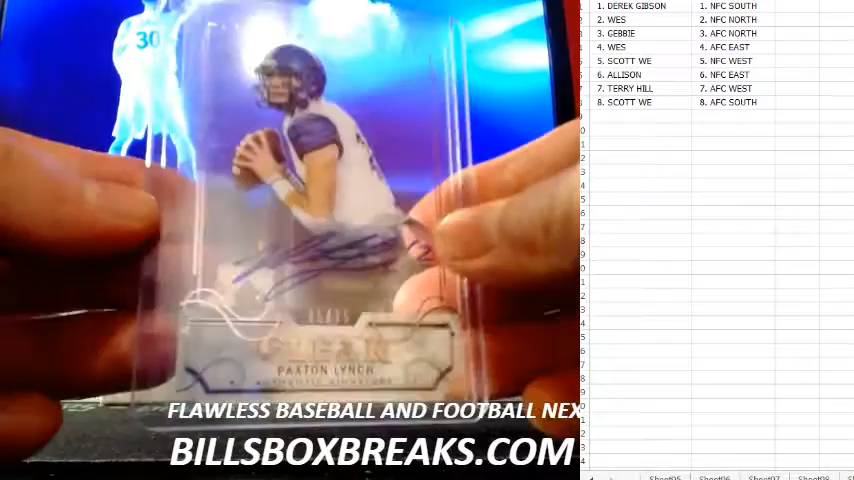 30
PAXTON LYNCH
AUTHENTIC SIGNATURE
FLAWLESS BASEBALL AND FOOTBALL NEX
BILLSBOXBREAKS.COM
1. DEREK GIBSON 1. NFC SOUTH
2. WES 2. NFC NORTH
3. GEBBIE 3. AFC NORTH
4. WES 4. AFC EAST
5. SCOTT WE 5. NFC WEST
6. ALLISON 6. NFC EAST
7. TERRY HILL 7. AFC WEST
8. SCOTT WE 8. AFC SOUTH